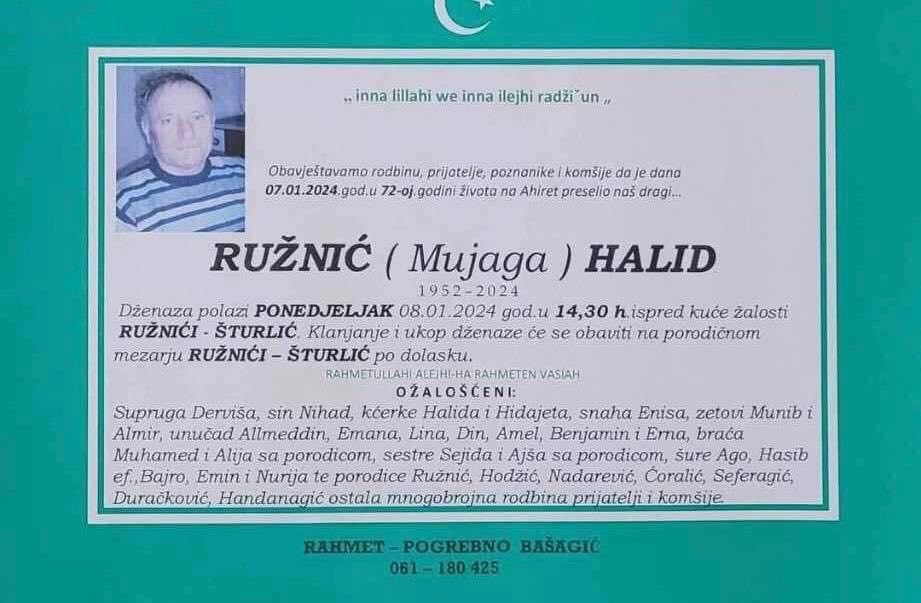 „ inna lillahi we inna ilejhi radži˘un „
Obavještavamo rodbinu, prijatelje, poznanike i komšije da je dana
07.01.2024.god.u 72-oj.godini života na Ahiret preselio naš dragi...
RUŽNIĆ ( Mujaga ) HALID
1952-2024
Dženaza polazi PONEDJELJAK 08.01.2024 god.u 14,30 h.ispred kuće žalosti
RUŽNIĆI - ŠTURLIĆ. Klanjanje i ukop dženaze će se obaviti na porodičnom
mezarju RUŽNIĆI – ŠTURLIĆ po dolasku.
RAHMETULLAHI ALEJHI-HA RAHMETEN VASIAH
OŽALOŠĆENI:
Supruga Derviša, sin Nihad, kćerke Halida i Hidajeta, snaha Enisa, zetovi Munib i
Almir, unučad Allmeddin, Emana, Lina, Din, Amel, Benjamin i Erna, braća
Muhamed i Alija sa porodicom, sestre Sejida i Ajša sa porodicom, šure Ago, Hasib
ef.,Bajro, Emin i Nurija te porodice Ružnić, Hodžić, Nadarević, Ćoralić, Seferagić,
Duračković, Handanagić ostala mnogobrojna rodbina prijatelji i komšije.
RAHMET – POGREBNO BAŠAGIĆ
061 – 180 425